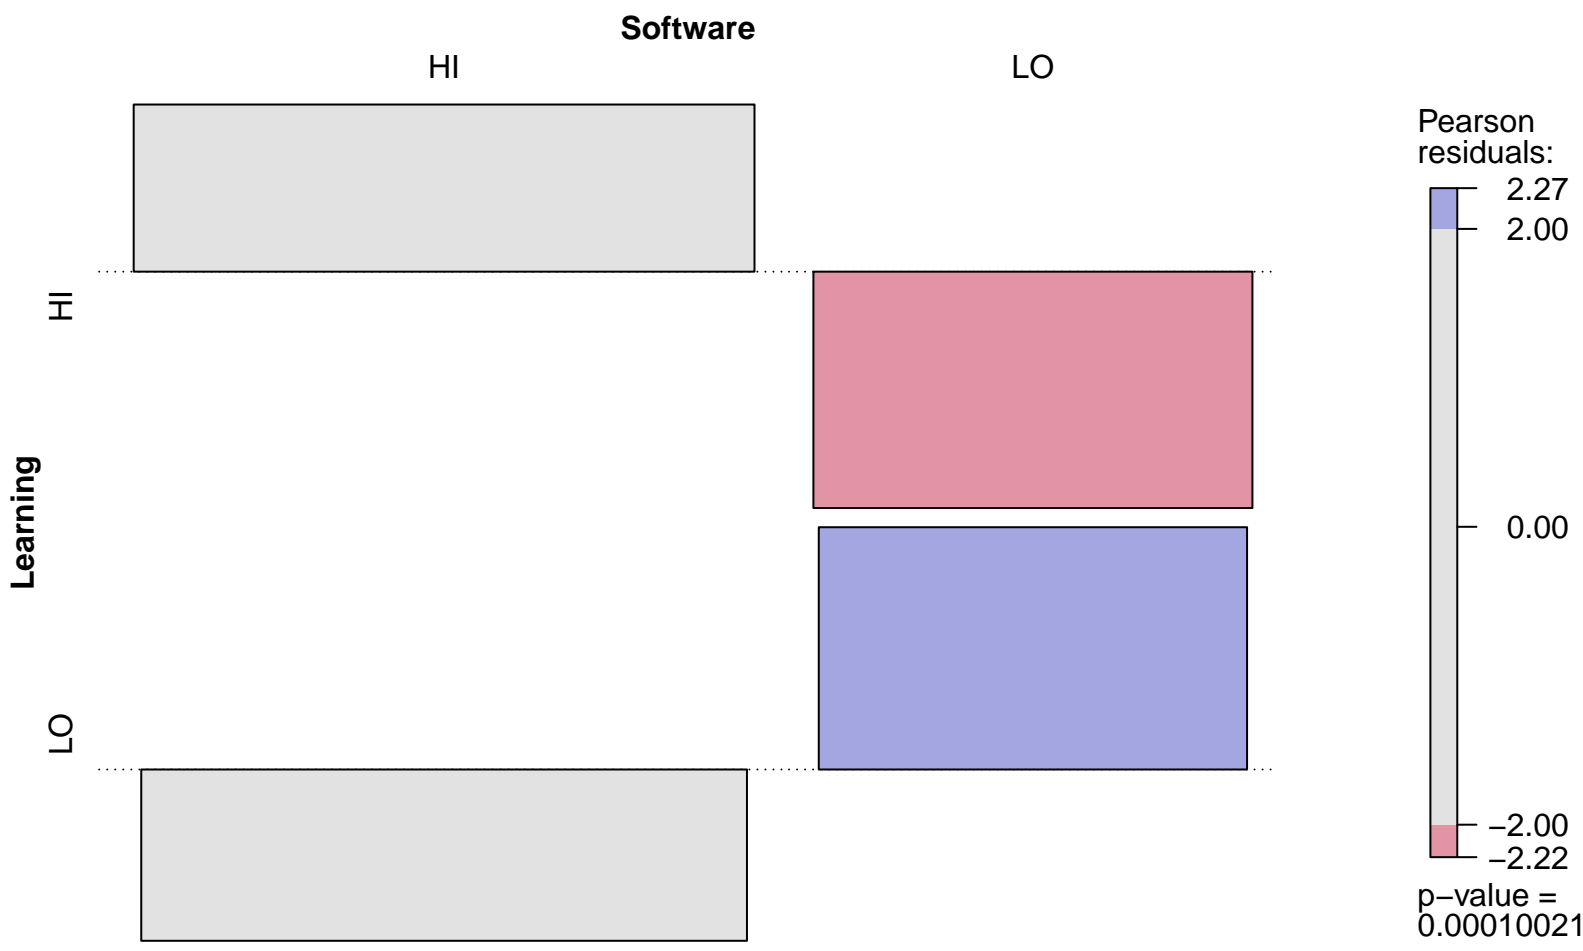 Software
HI
LO
Learning
HI
LO
Pearson
residuals:
2.27
2.00
0.00
−2.00
−2.22
p−value =
0.00010021